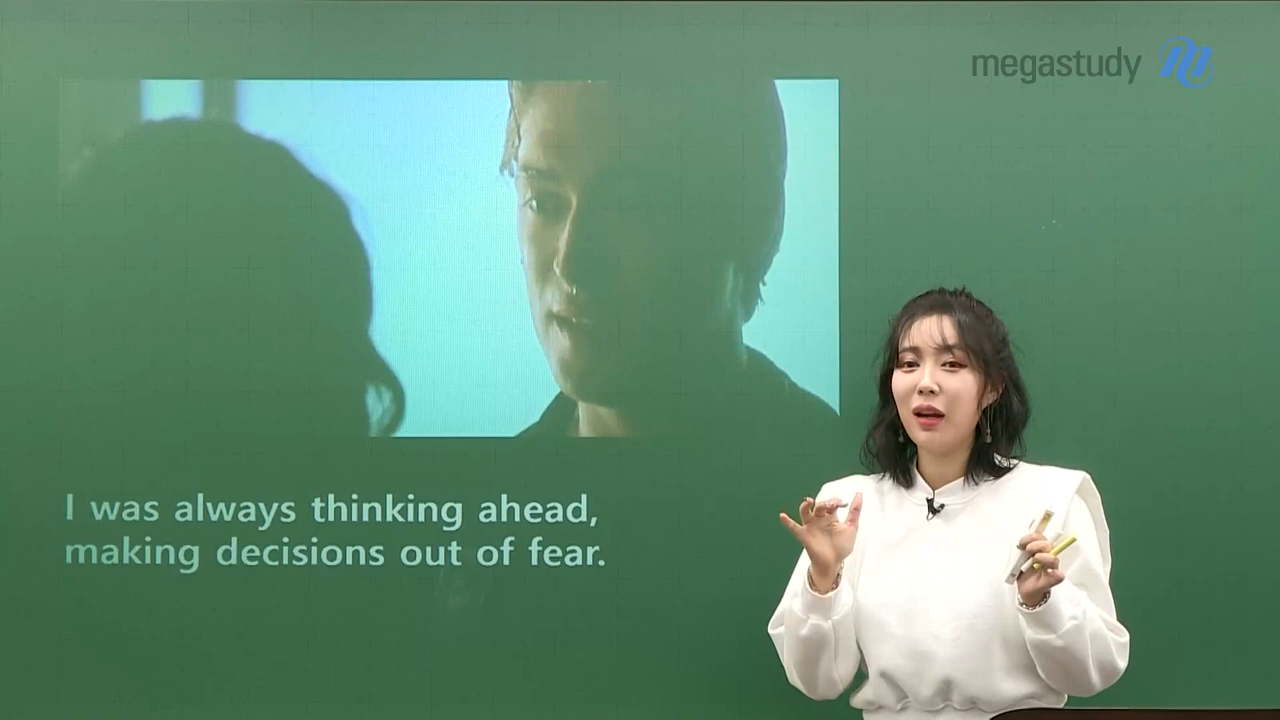 megastudy
I was always thinking ahead,
making decisions out of fear.